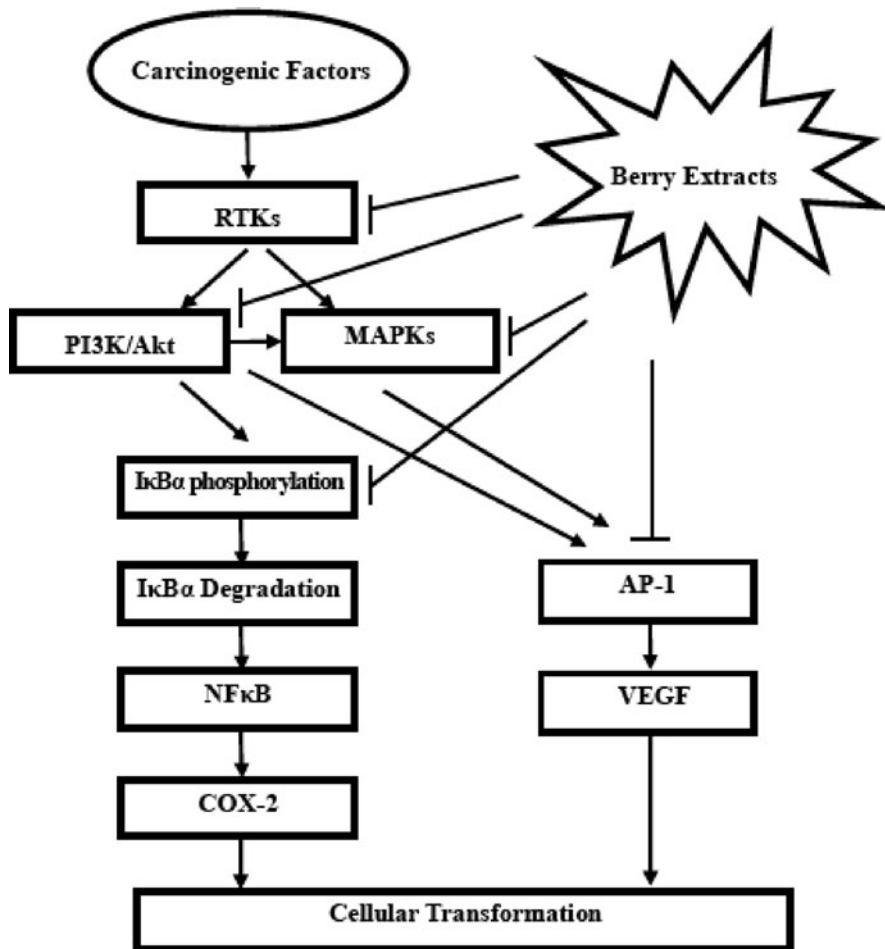 Carcinogenic Factors
Berry Extracts
RTKs
PI3K/Akt
MAPKs
IκBα phosphorylation
IκBα Degradation
AP-1
NFκB
VEGF
COX-2
Cellular Transformation